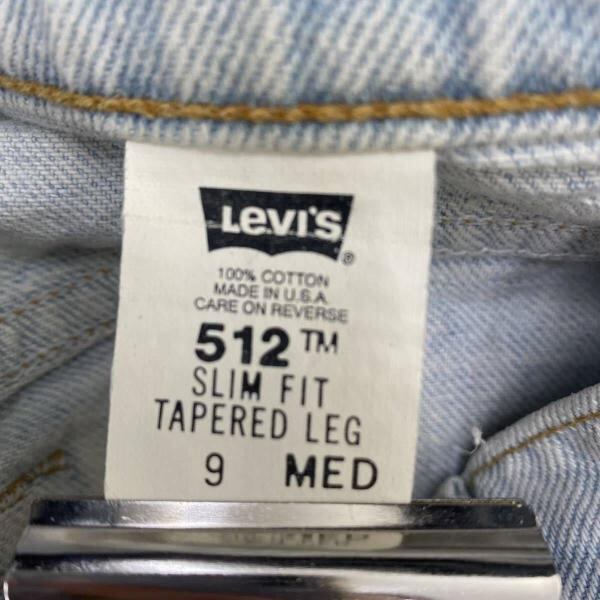 Levi's®
100% COTTON
MADE IN U.S.A.
CARE ON REVERSE
512™
SLIM FIT
TAPERED LEG
9 MED